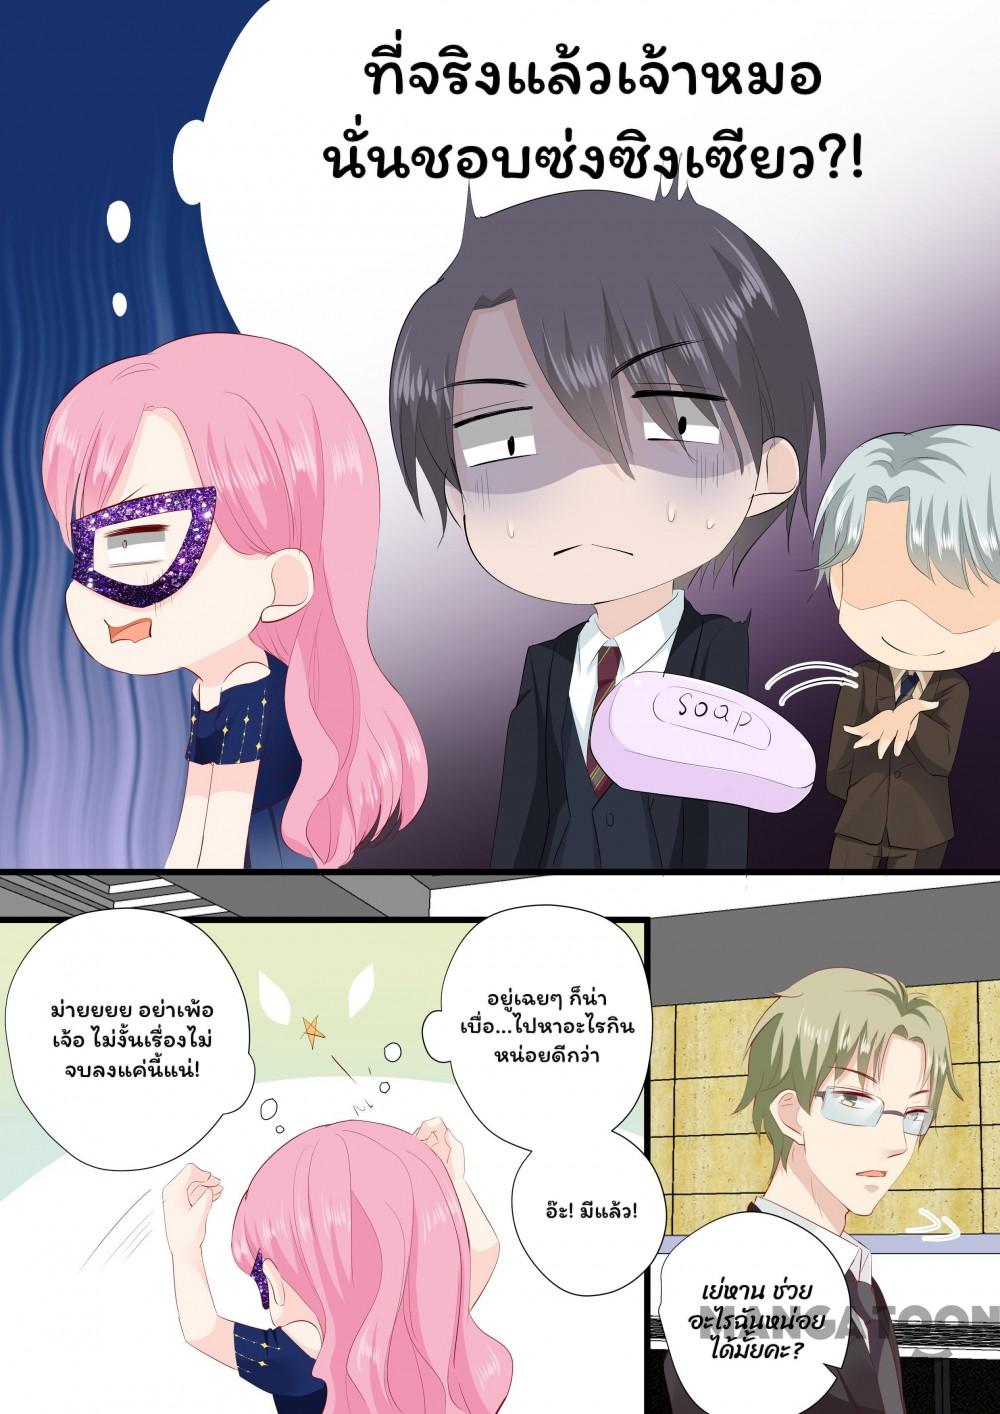 ที่จริงแล้วเจ้าหมอ
นั่นชอบซ่งซิงเซียว?!
soap
ม่ายยยย อย่าเพ้อ
เจ้อ ไม่งั้นเรื่องไม่
จบลงแค่นี้แน่!
อยู่เฉยๆ ก็น่า
เบื่อ...ไปหาอะไรกิน
หน่อยดีกว่า
อ๊ะ! มีแล้ว!
เย่หาน ช่วย
อะไรฉันหน่อย
ได้มั้ยคะ?
MANGATOON